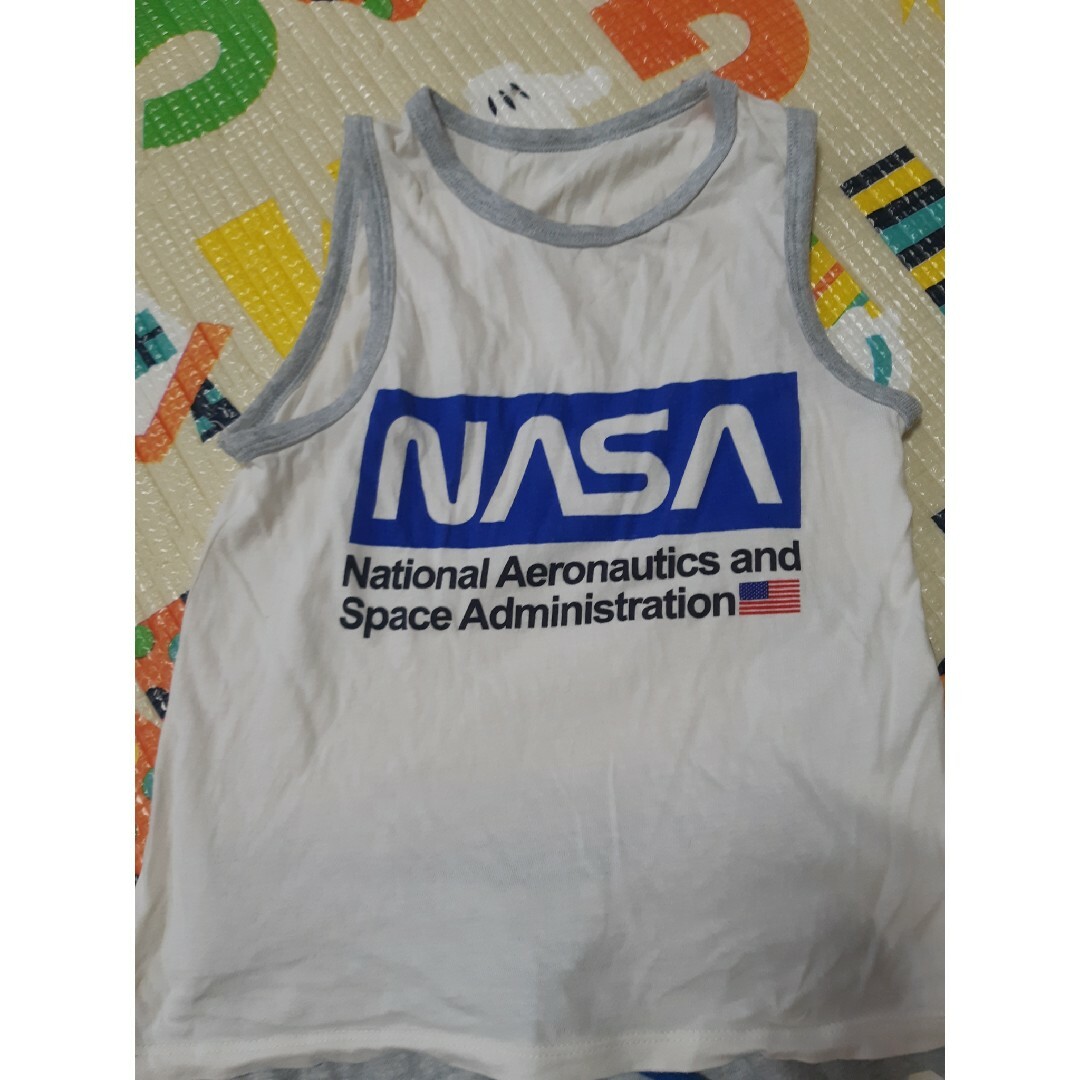 NASA
National Aeronautics and
Space Administration